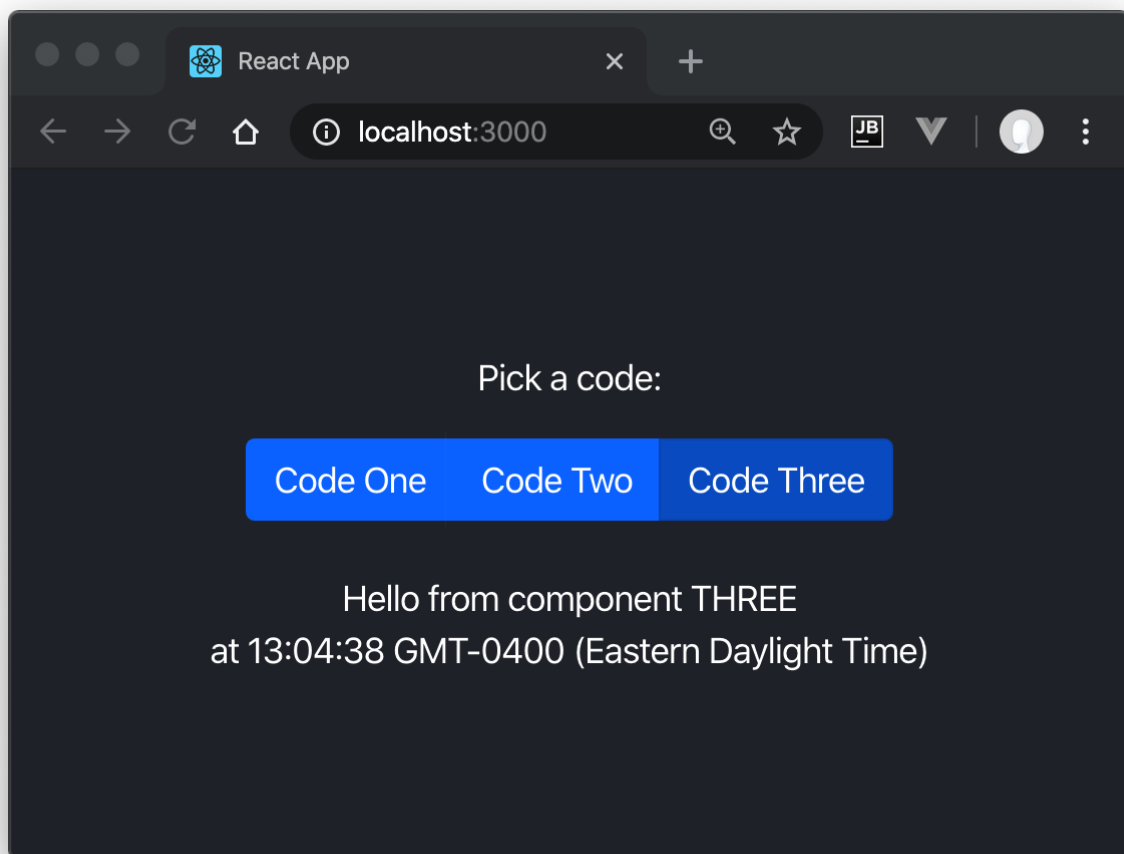 React App
localhost:3000
JB
Pick a code:
Code One Code Two Code Three
Hello from component THREE
at 13:04:38 GMT-0400 (Eastern Daylight Time)